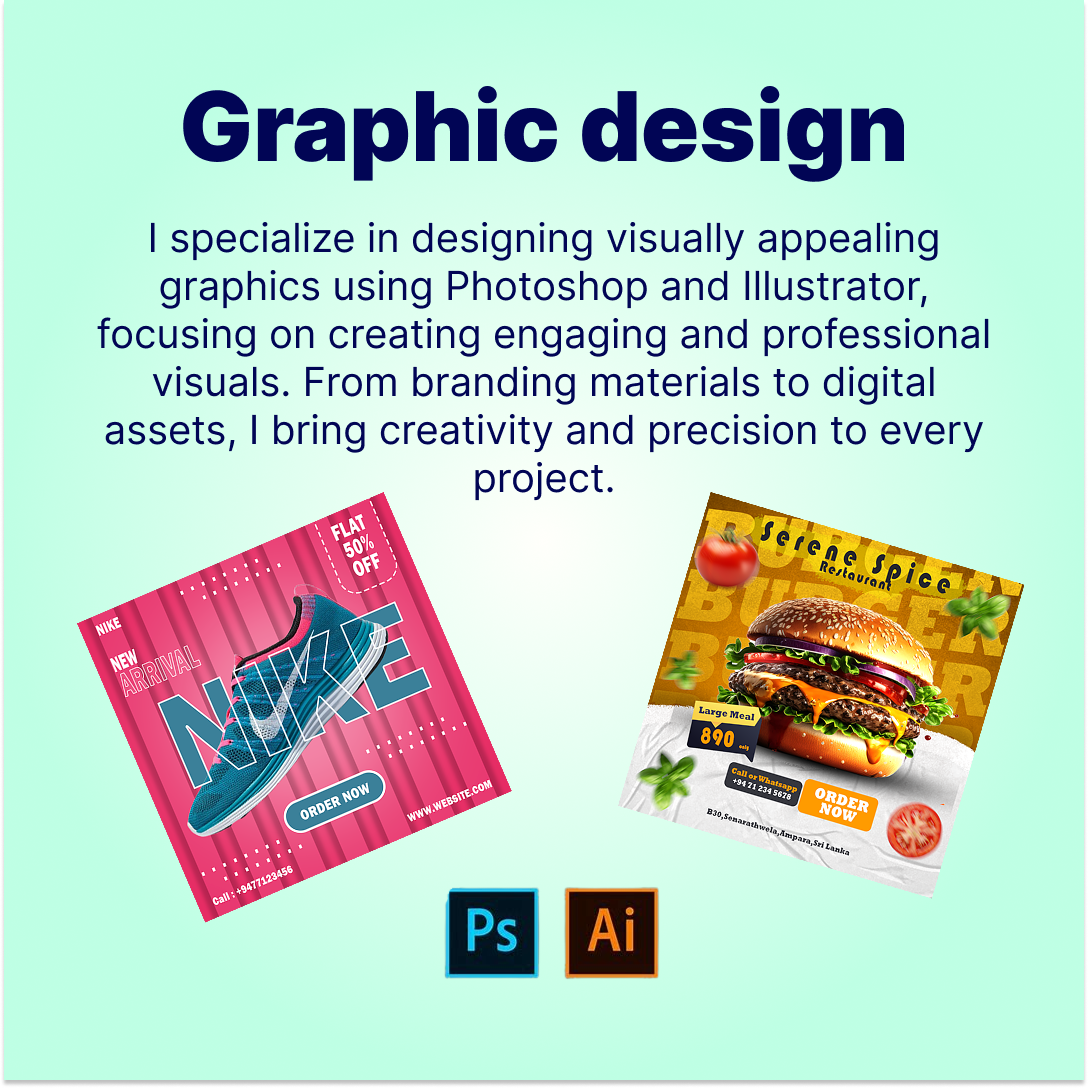 Graphic design
I specialize in designing visually appealing
graphics using Photoshop and Illustrator,
focusing on creating engaging and professional
visuals. From branding materials to digital
assets, I bring creativity and precision to every
project.
FLAT
50%
OFF
NIKE
NEW
ARRIVAL
NIKE
ORDER NOW
WWW.WEBSITE.COM
Call : +9477123456
BURGER
Serene Spice
Restaurant
BURGER
BURGER
Large Meal
890 only
Call or Whatsapp
+94 71 234 5678
ORDER
NOW
B30,Senarathwela,Ampara,Sri Lanka
Ps Ai